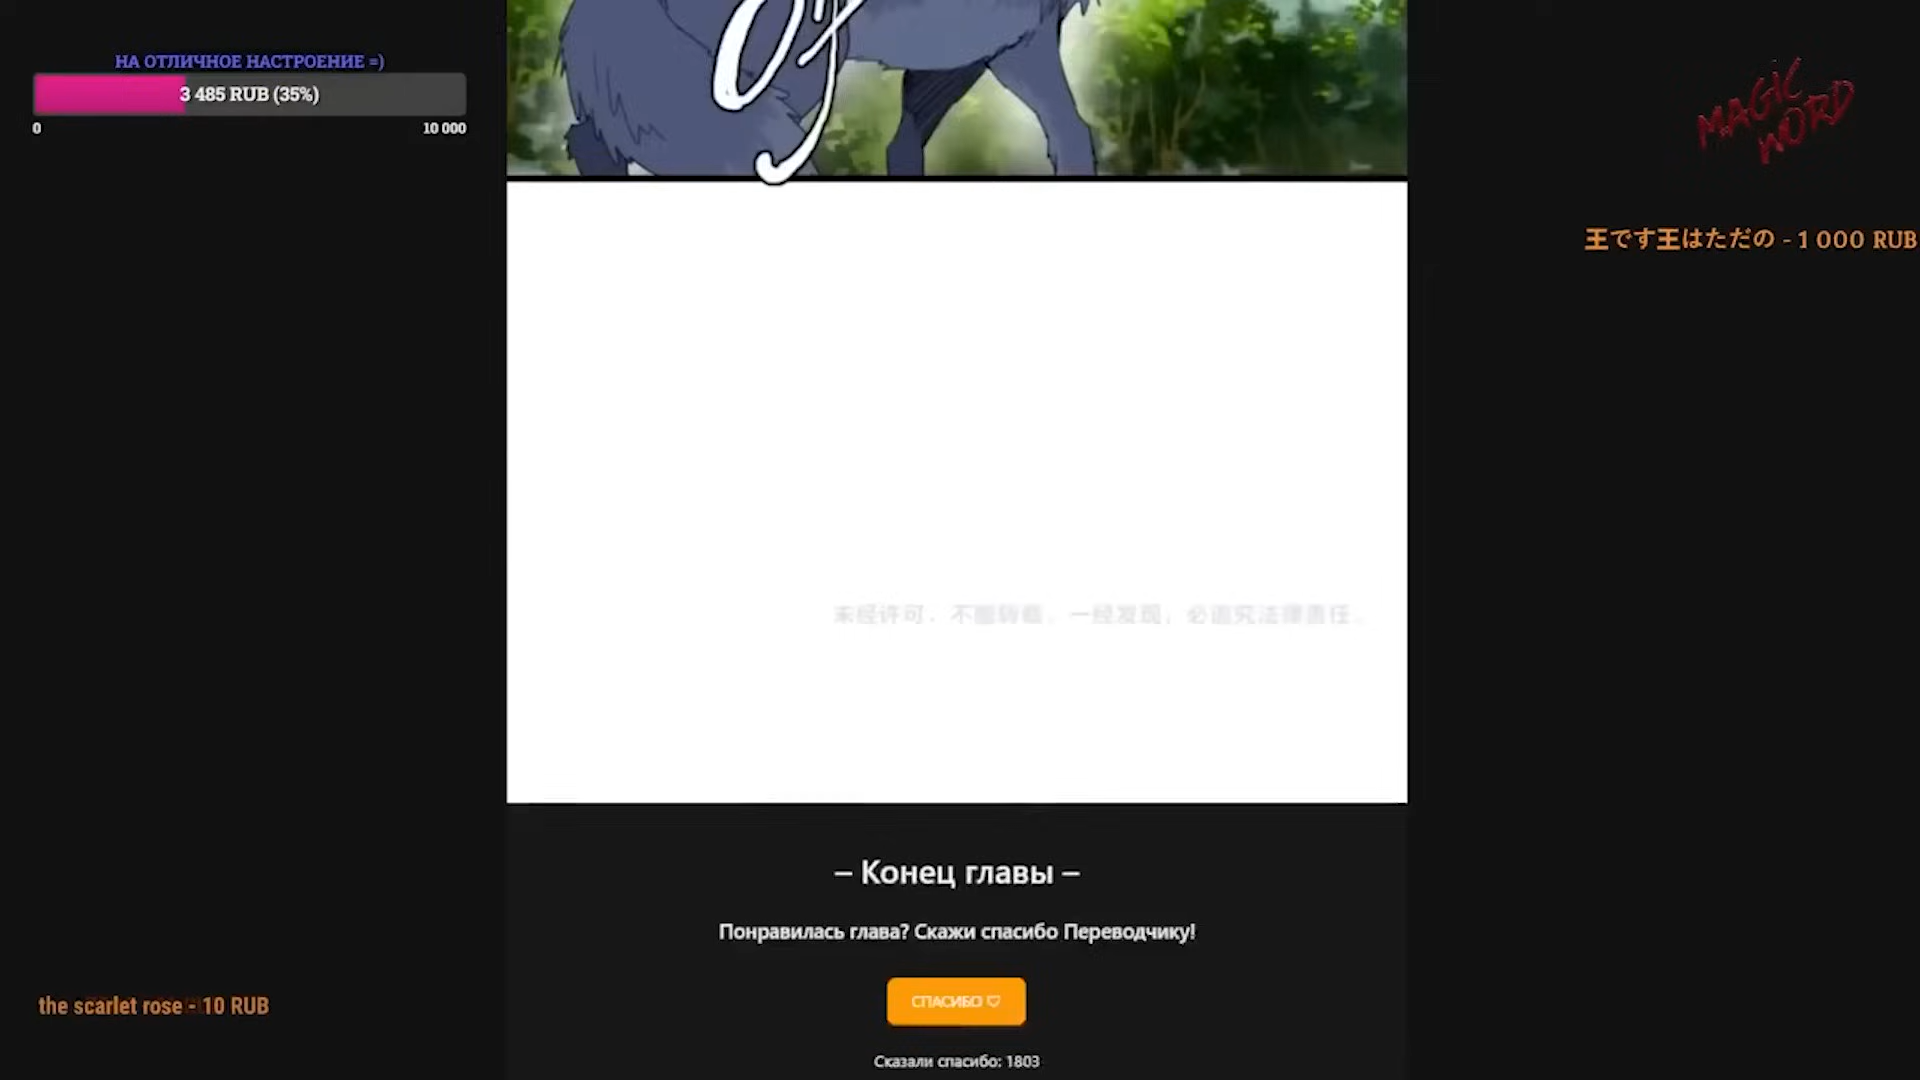 НА ОТЛИЧНОЕ НАСТРОЕНИЕ =)
3 485 RUB (35%)
0
10 000
MAGIC
WORD
王です王はただの - 1 000 RUB
未经许可，不能转载。一经发现，必追究法律责任。
– Конец главы –
Понравилась глава? Скажи спасибо Переводчику!
СПАСИБО ♡
the scarlet rose - 10 RUB
Сказали спасибо: 1803